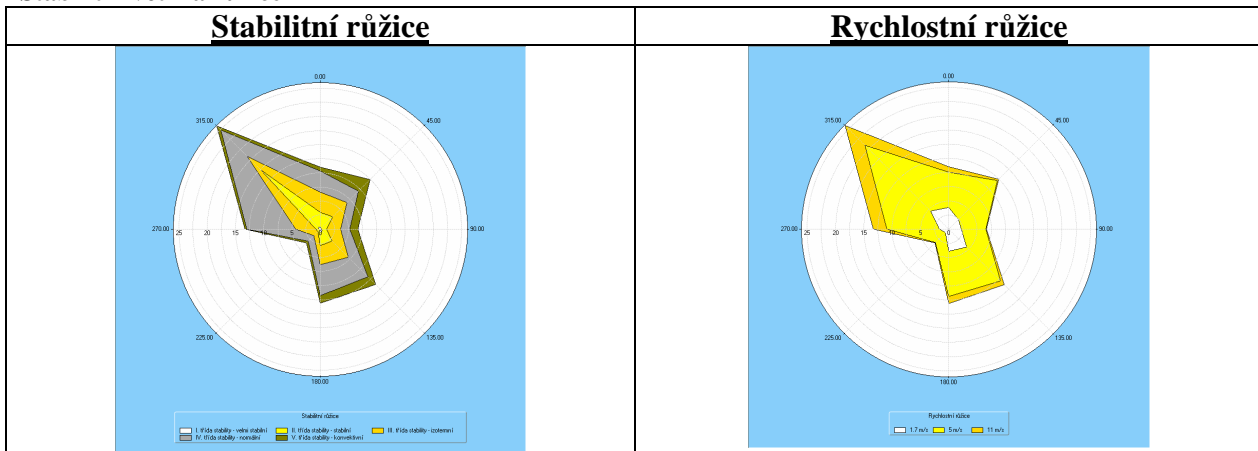 Stabilitní růžice
Rychlostní růžice
0.00
0.00
315.00
45.00
315.00
45.00
270.00
25
20
15
10
5
0
90.00
270.00
25
20
15
10
5
0
90.00
225.00
135.00
225.00
135.00
180.00
180.00
Stabilitní růžice
I. třída stability - velmi stabilní
II. třída stability - stabilní
III. třída stability - izotermní
IV. třída stability - normální
V. třída stability - konvektivní
Rychlostní růžice
1.7 m/s
5 m/s
11 m/s